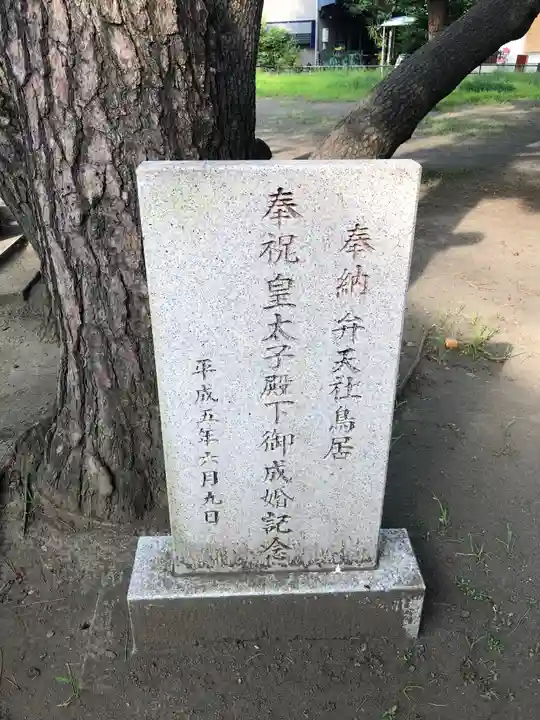 奉納弁天社鳥居
奉祝皇太子殿下御成婚記念
平成五年六月九日